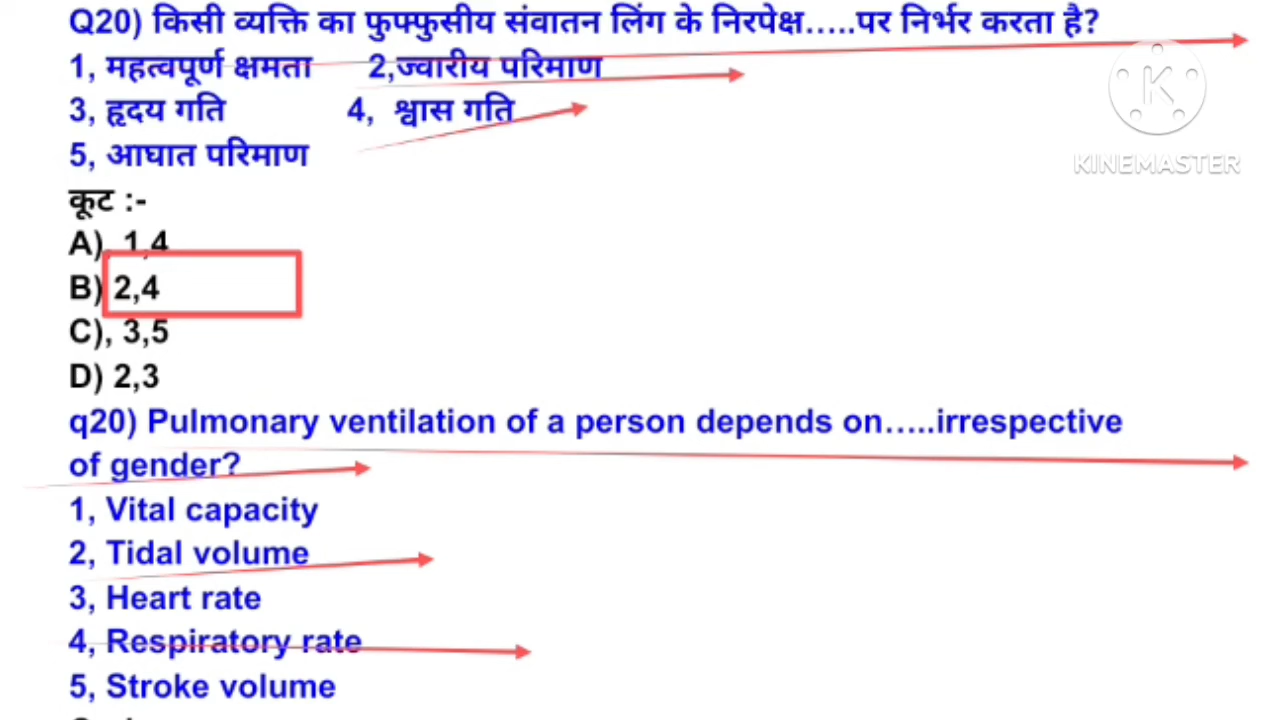 Q20) किसी व्यक्ति का फुफ्फुसीय संवातन लिंग के निरपेक्ष.....पर निर्भर करता है?
1, महत्वपूर्ण क्षमता 2,ज्वारीय परिमाण
3, हृदय गति 4, श्वास गति
5, आघात परिमाण
कूट :-
A), 1,4
B) 2,4
C), 3,5
D) 2,3
q20) Pulmonary ventilation of a person depends on…..irrespective
of gender?
1, Vital capacity
2, Tidal volume
3, Heart rate
4, Respiratory rate
5, Stroke volume
K
KINEMASTER